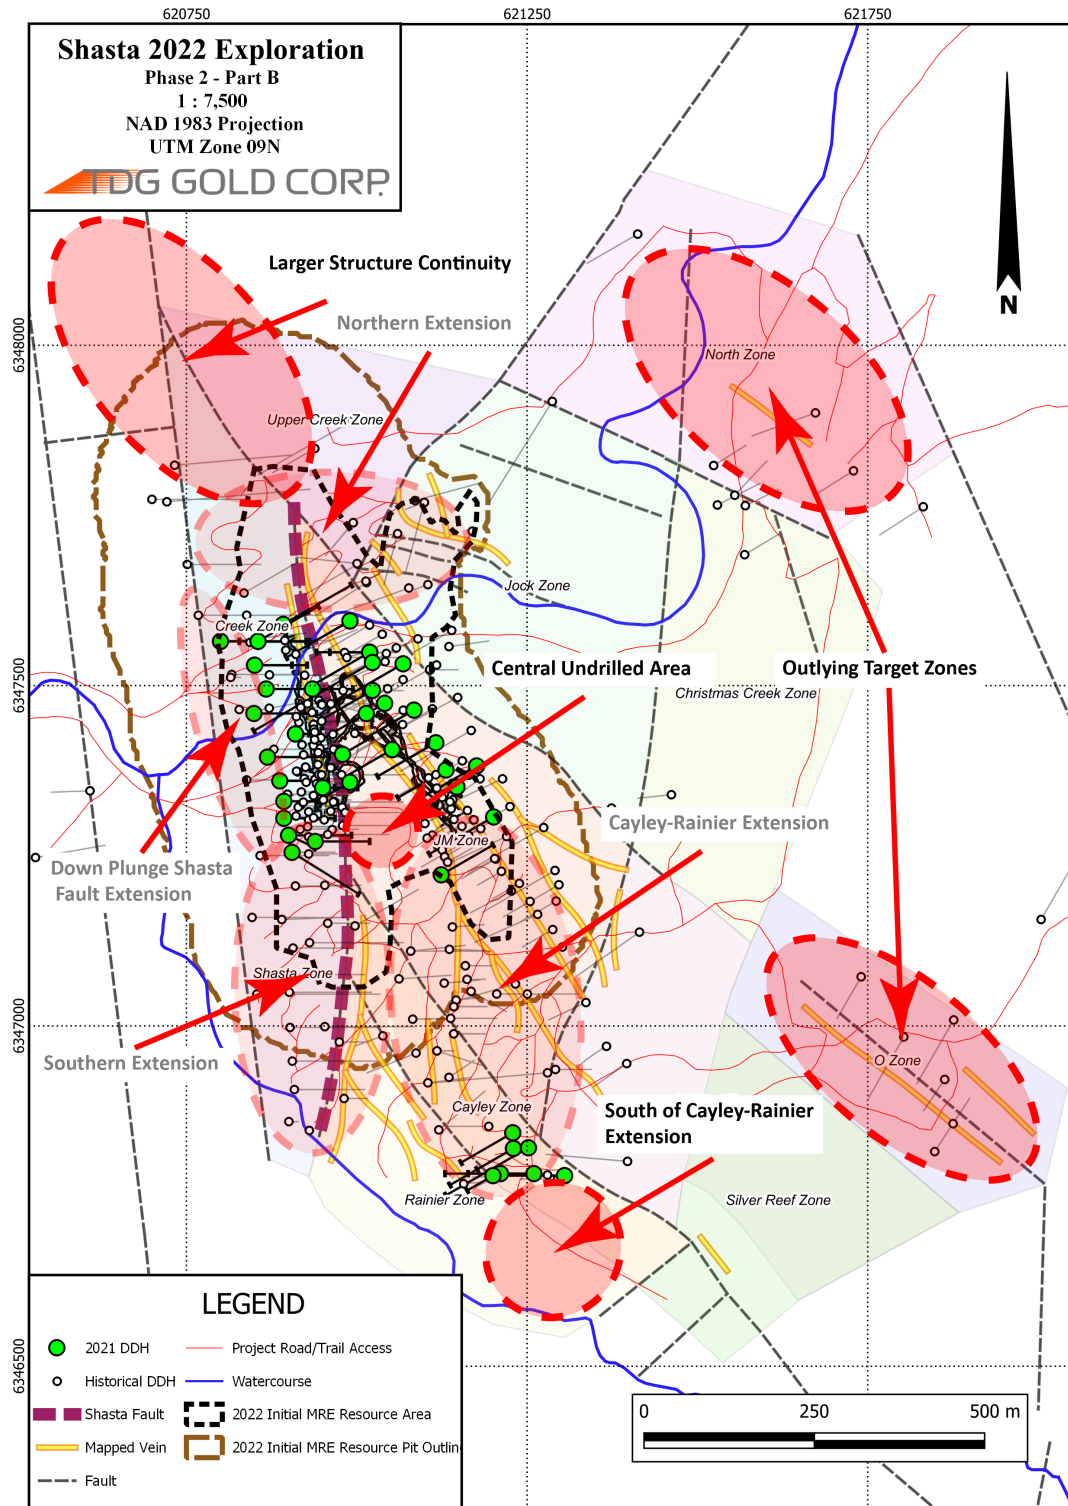 620750
621250
621750
Shasta 2022 Exploration
Phase 2 - Part B
1 : 7,500
NAD 1983 Projection
UTM Zone 09N
TDG GOLD CORP.
Larger Structure Continuity
N
Northern Extension
6348000
North Zone
Upper Creek Zone
Jock Zone
Creek Zone
6347500
Central Undrilled Area
Outlying Target Zones
Christmas Creek Zone
Cayley-Rainier Extension
JM Zone
Down Plunge Shasta
Fault Extension
Shasta Zone
6347000
Southern Extension
O Zone
Cayley Zone
South of Cayley-Rainier
Extension
Rainier Zone
Silver Reef Zone
6346500
LEGEND
2021 DDH
Project Road/Trail Access
Historical DDH
Watercourse
Shasta Fault
2022 Initial MRE Resource Area
Mapped Vein
2022 Initial MRE Resource Pit Outlin
Fault
0 250 500 m